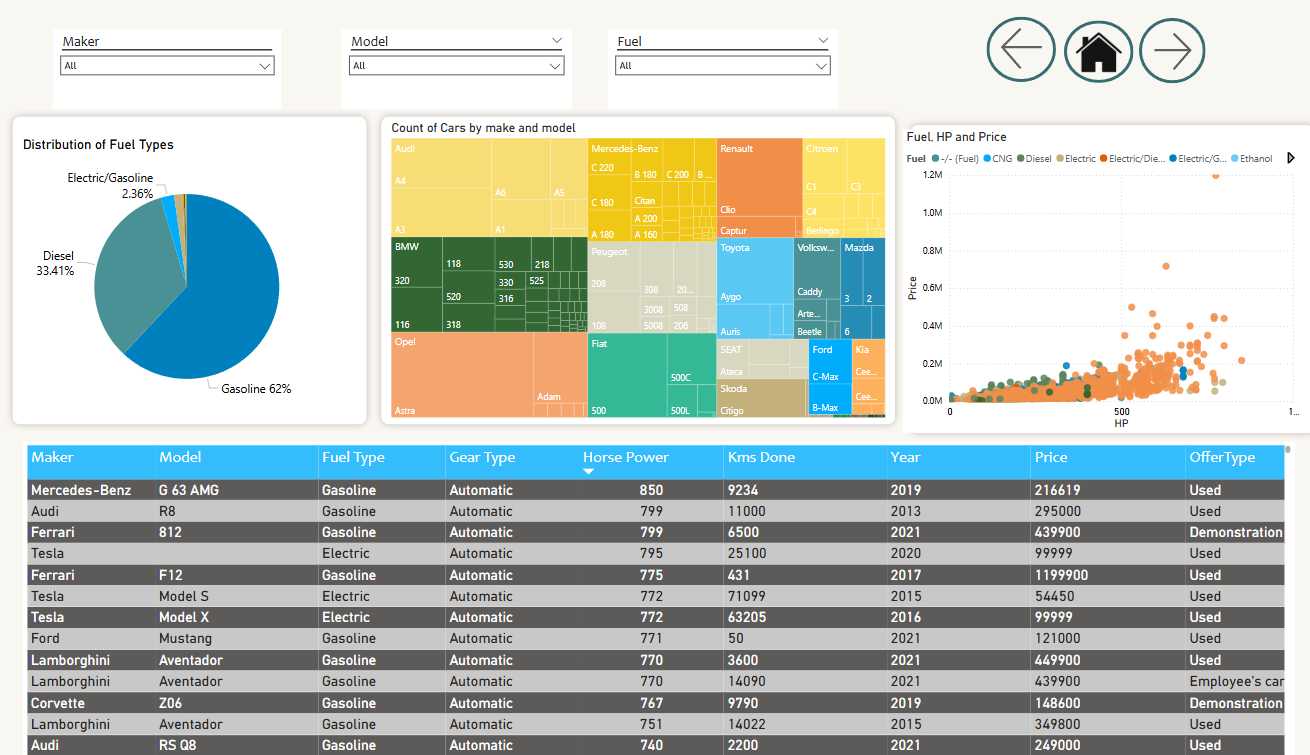 Maker
All
Model
All
Fuel
All
Distribution of Fuel Types
Electric/Gasoline
2.36%
Diesel
33.41%
Gasoline 62%
Count of Cars by make and model
Audi
A4
A3
A6
A1
A5
BMW
320
116
118
520
318
530
330
316
218
525
Opel
Astra
Adam
Mercedes-Benz
C 220
C 180
A 180
B 180
Citan
A 200
A 160
C 200
B ...
Peugeot
208
108
308
3008
5008
20...
508
206
Fiat
500
500C
500L
Renault
Clio
Captur
Citroen
C1
C4
Berlingo
C3
Toyota
Aygo
Auris
Volksw...
Caddy
Arte...
Beetle
Mazda
3
2
6
SEAT
Ateca
Skoda
Citigo
Ford
C-Max
B-Max
Kia
Cee...
Cee...
Fuel, HP and Price
Fuel -/- (Fuel) CNG Diesel Electric Electric/Die... Electric/G... Ethanol
1.2M
1.0M
0.8M
0.6M
0.4M
0.2M
0.0M
Price
0 500 1...
HP
Maker Model Fuel Type Gear Type Horse Power Kms Done Year Price OfferType
Mercedes-Benz G 63 AMG Gasoline Automatic 850 9234 2019 216619 Used
Audi R8 Gasoline Automatic 799 11000 2013 295000 Used
Ferrari 812 Gasoline Automatic 799 6500 2021 439900 Demonstration
Tesla Electric Automatic 795 25100 2020 99999 Used
Ferrari F12 Gasoline Automatic 775 431 2017 1199900 Used
Tesla Model S Electric Automatic 772 71099 2015 54450 Used
Tesla Model X Electric Automatic 772 63205 2016 99999 Used
Ford Mustang Gasoline Automatic 771 50 2021 121000 Used
Lamborghini Aventador Gasoline Automatic 770 3600 2021 449900 Used
Lamborghini Aventador Gasoline Automatic 770 14090 2021 439900 Employee's car
Corvette Z06 Gasoline Automatic 767 9790 2019 148600 Demonstration
Lamborghini Aventador Gasoline Automatic 751 14022 2015 349800 Used
Audi RS Q8 Gasoline Automatic 740 2200 2021 249000 Used